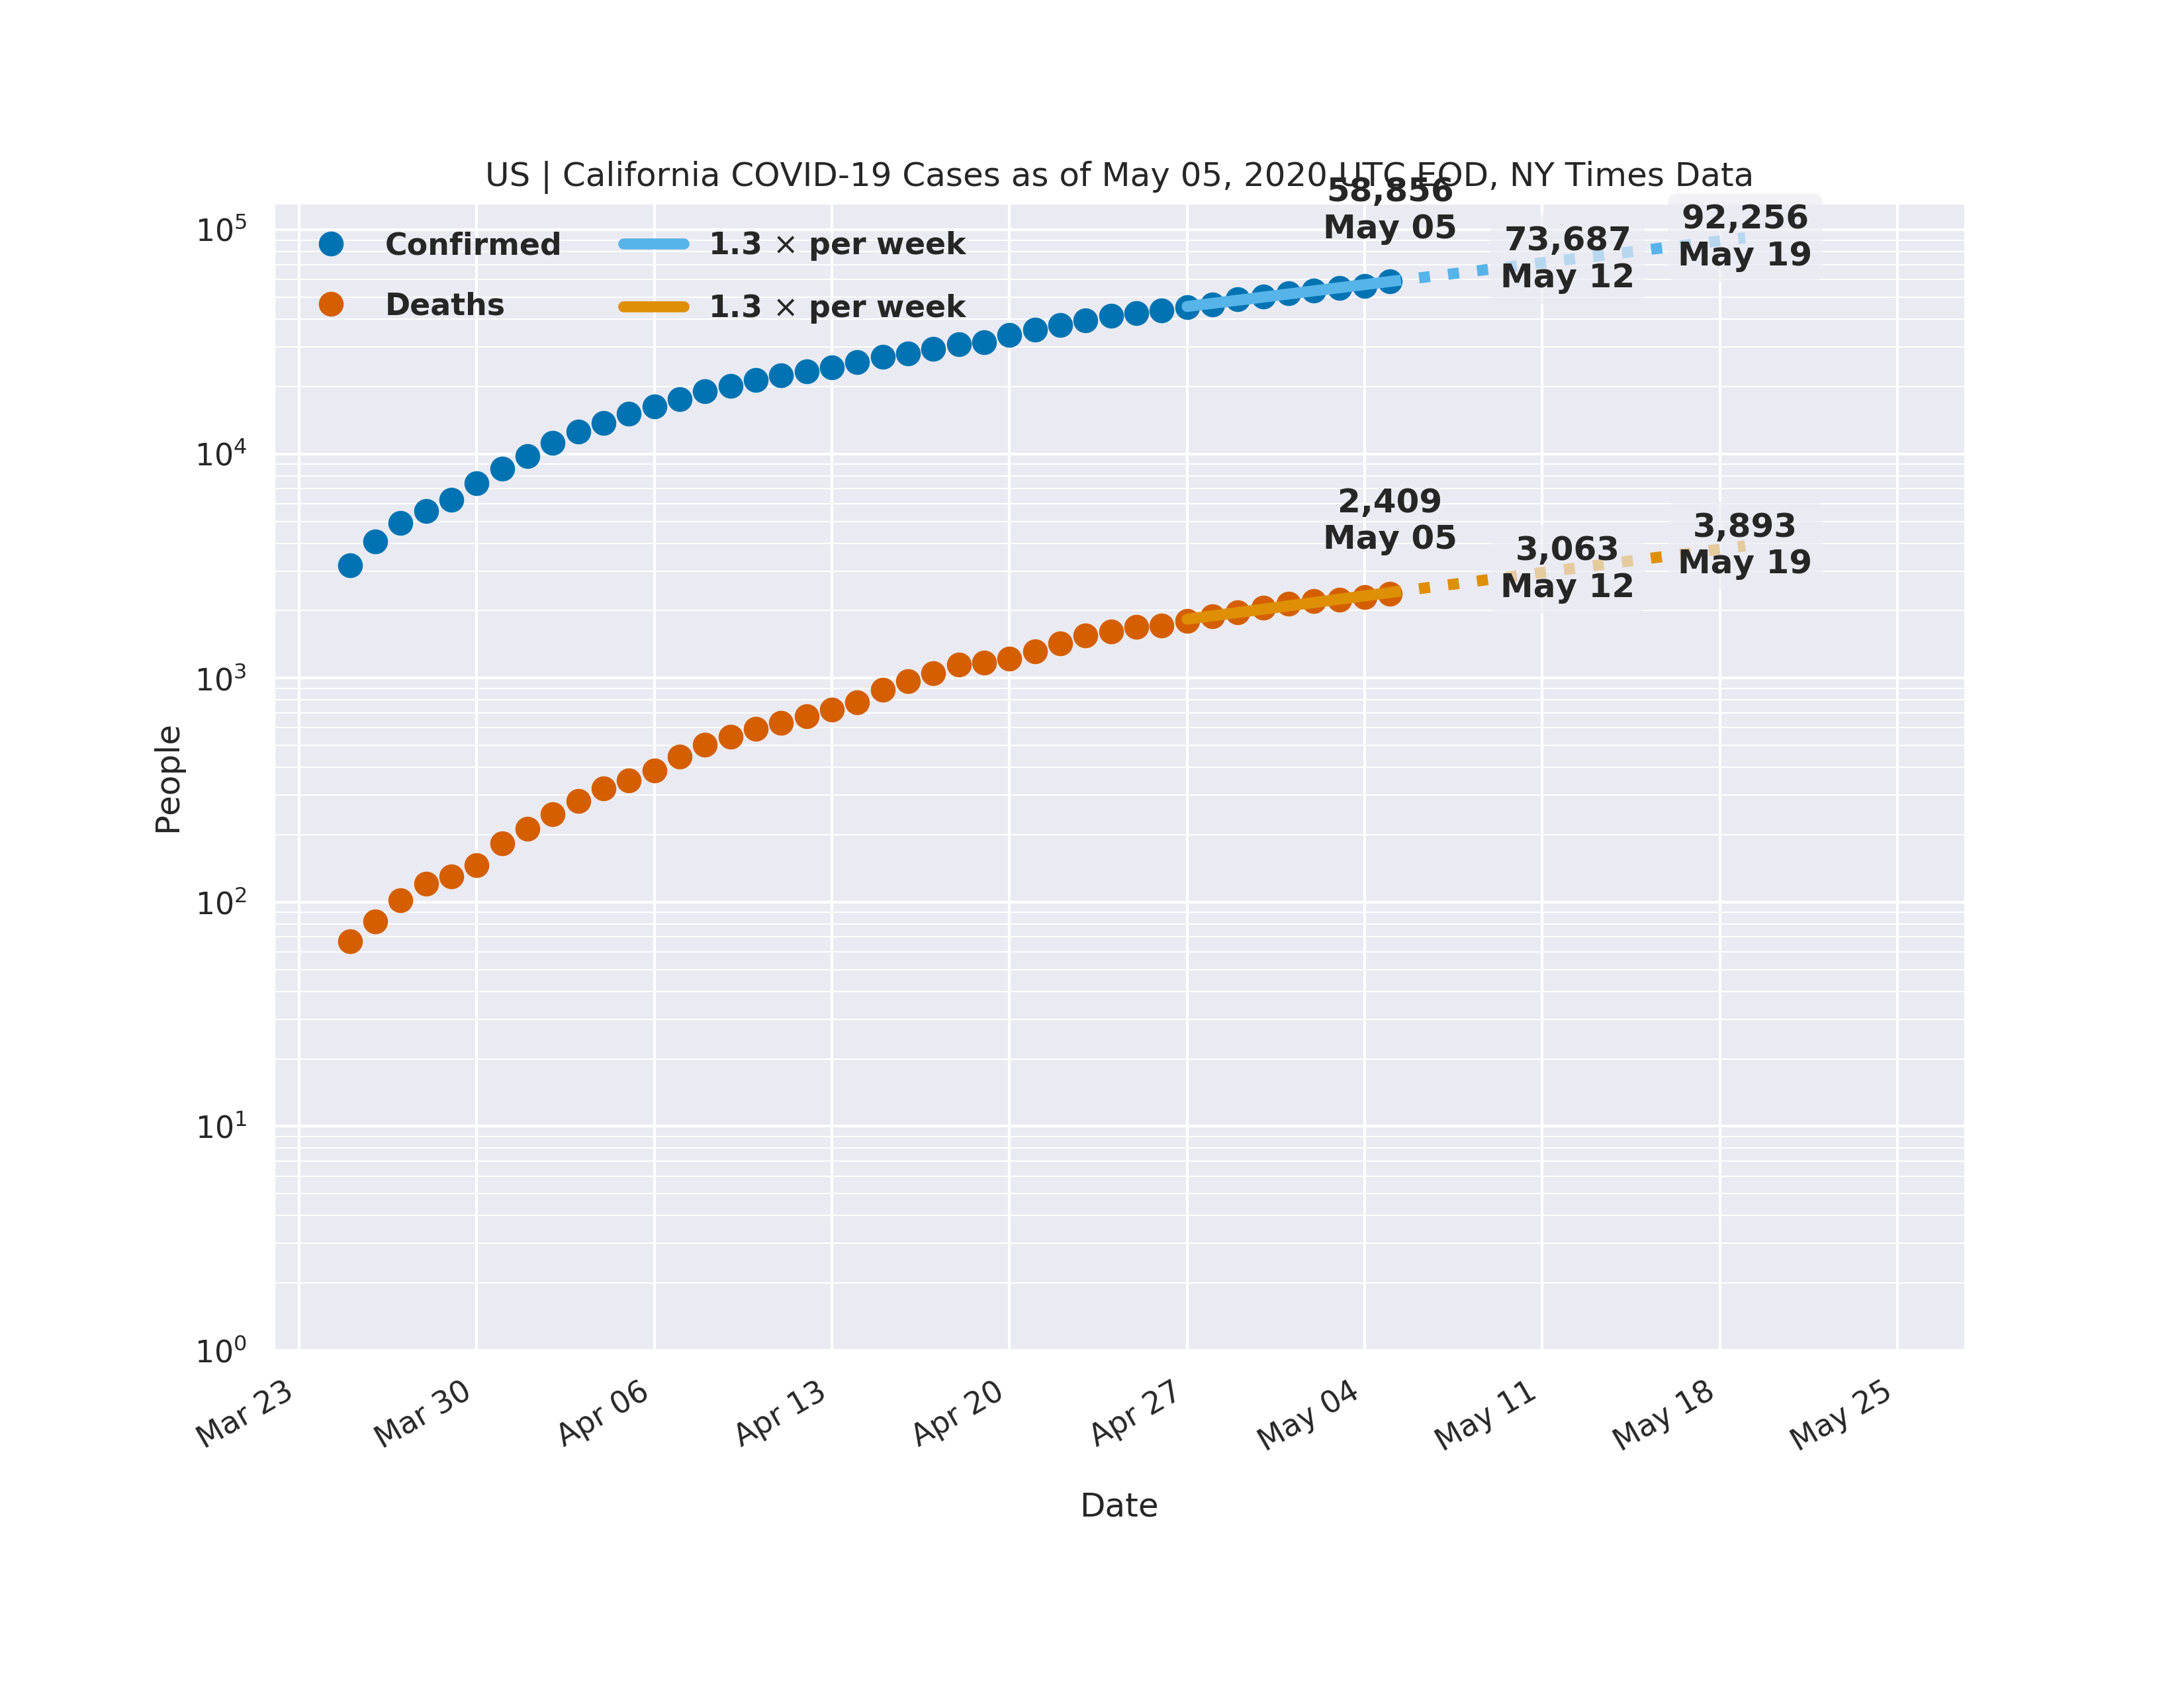 US | California COVID-19 Cases as of May 05, 2020 UTC EOD, NY Times Data
Confirmed
Deaths
1.3 × per week
1.3 × per week
58,856
May 05
73,687
May 12
92,256
May 19
2,409
May 05
3,063
May 12
3,893
May 19
People
10⁵
10⁴
10³
10²
10¹
10⁰
Mar 23
Mar 30
Apr 06
Apr 13
Apr 20
Apr 27
May 04
May 11
May 18
May 25
Date